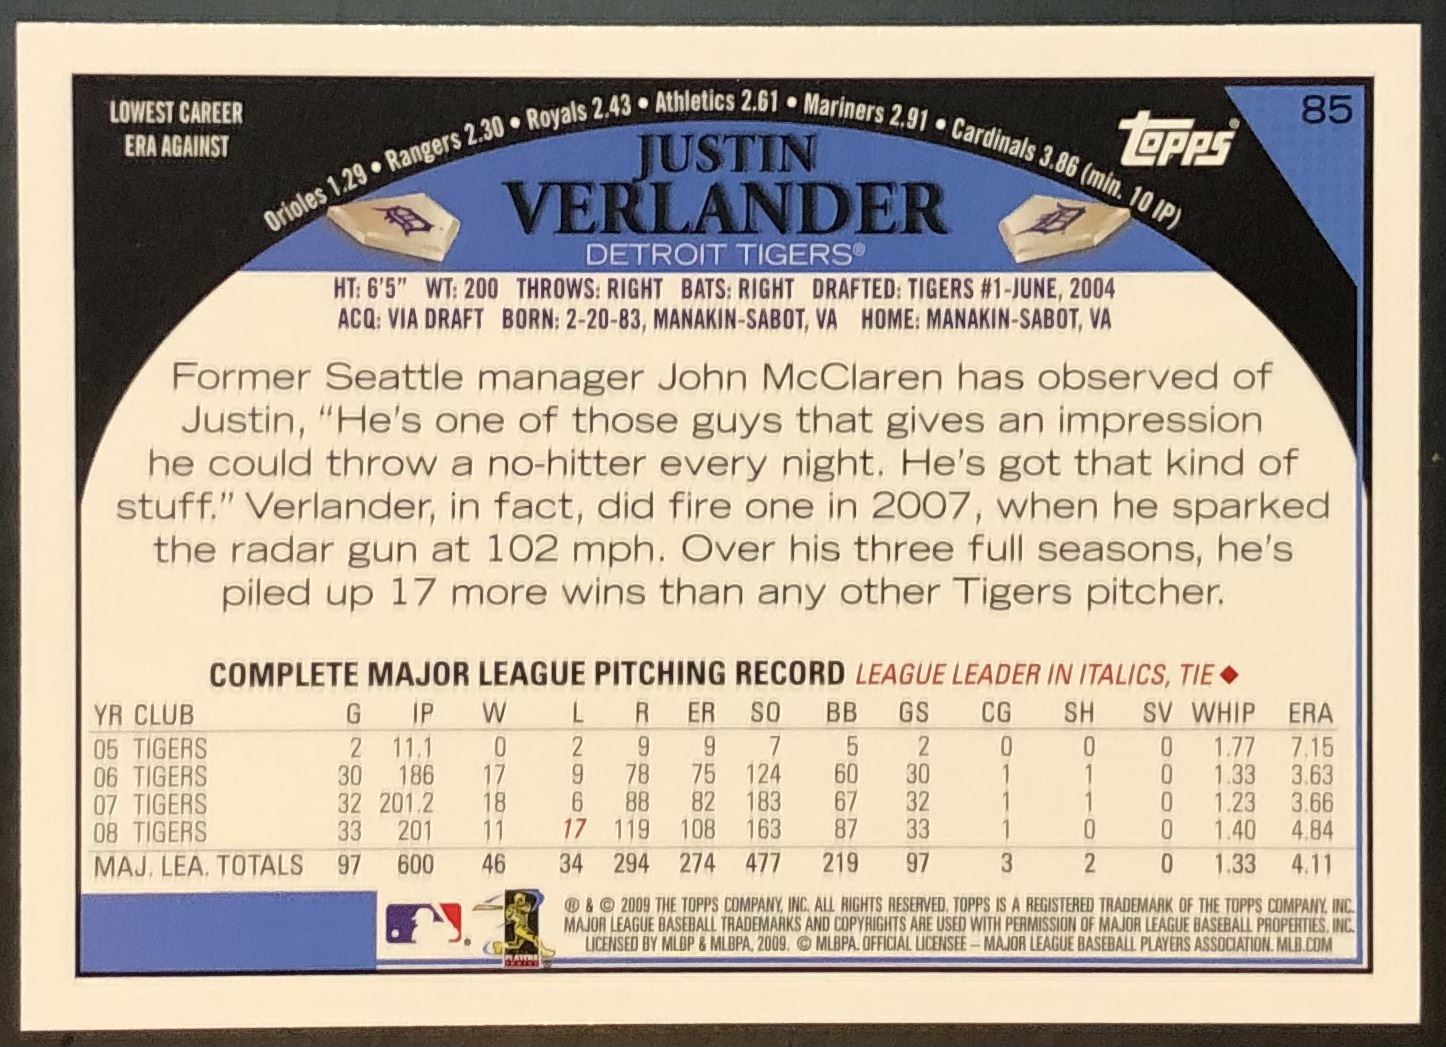 LOWEST CAREER
ERA AGAINST
Orioles 1.29 • Rangers 2.30 • Royals 2.43 • Athletics 2.61 • Mariners 2.91 • Cardinals 3.86 (min. 10 IP)
topps®
85
JUSTIN
VERLANDER
DETROIT TIGERS®
HT: 6'5" WT: 200 THROWS: RIGHT BATS: RIGHT DRAFTED: TIGERS #1-JUNE, 2004
ACQ: VIA DRAFT BORN: 2-20-83, MANAKIN-SABOT, VA HOME: MANAKIN-SABOT, VA
Former Seattle manager John McClaren has observed of
Justin, "He's one of those guys that gives an impression
he could throw a no-hitter every night. He's got that kind of
stuff." Verlander, in fact, did fire one in 2007, when he sparked
the radar gun at 102 mph. Over his three full seasons, he's
piled up 17 more wins than any other Tigers pitcher.
COMPLETE MAJOR LEAGUE PITCHING RECORD LEAGUE LEADER IN ITALICS, TIE ◆
YR CLUB G IP W L R ER SO BB GS CG SH SV WHIP ERA
05 TIGERS 2 11.1 0 2 9 9 7 5 2 0 0 0 1.77 7.15
06 TIGERS 30 186 17 9 78 75 124 60 30 1 1 0 1.33 3.63
07 TIGERS 32 201.2 18 6 88 82 183 67 32 1 1 0 1.23 3.66
08 TIGERS 33 201 11 17 119 108 163 87 33 1 0 0 1.40 4.84
MAJ. LEA. TOTALS 97 600 46 34 294 274 477 219 97 3 2 0 1.33 4.11
® & © 2009 THE TOPPS COMPANY, INC. ALL RIGHTS RESERVED. TOPPS IS A REGISTERED TRADEMARK OF THE TOPPS COMPANY, INC.
MAJOR LEAGUE BASEBALL TRADEMARKS AND COPYRIGHTS ARE USED WITH PERMISSION OF MAJOR LEAGUE BASEBALL PROPERTIES, INC.
LICENSED BY MLBP & MLBPA, 2009. © MLBPA. OFFICIAL LICENSEE – MAJOR LEAGUE BASEBALL PLAYERS ASSOCIATION. MLB.COM
PLAYERS